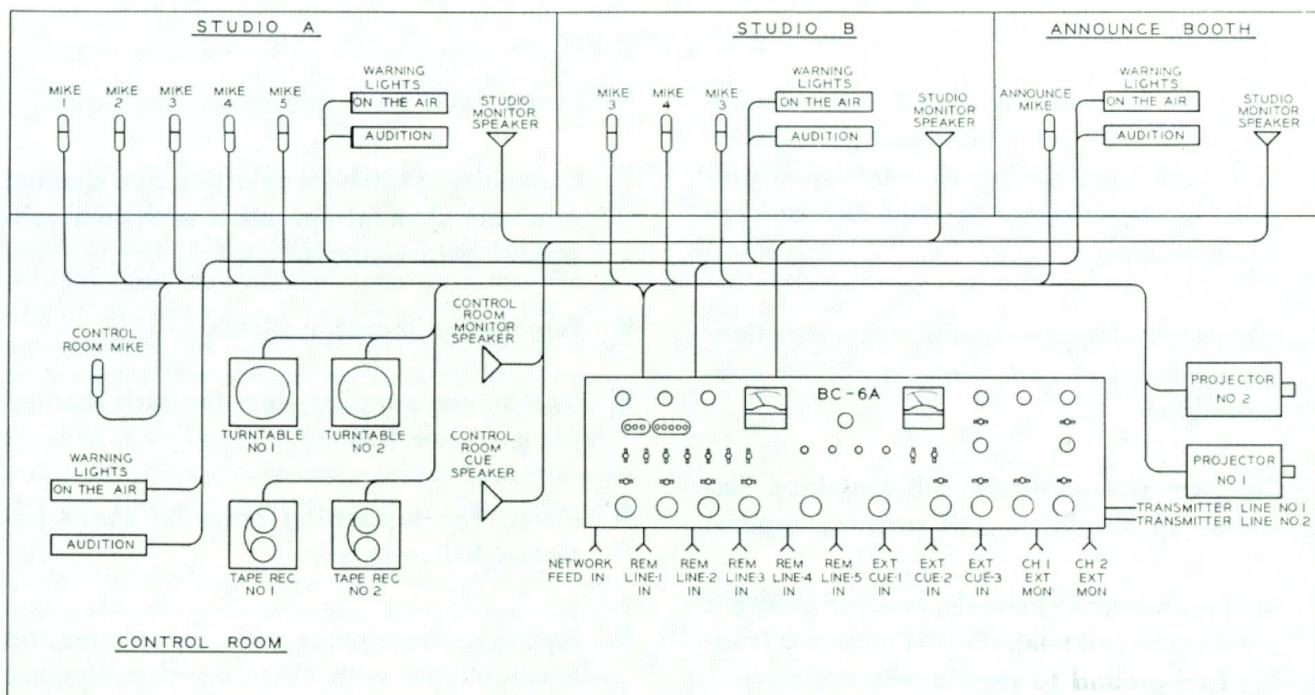 STUDIO A
MIKE 1
MIKE 2
MIKE 3
MIKE 4
MIKE 5
WARNING LIGHTS
ON THE AIR
AUDITION
STUDIO MONITOR SPEAKER
STUDIO B
MIKE 3
MIKE 4
MIKE 3
WARNING LIGHTS
ON THE AIR
AUDITION
STUDIO MONITOR SPEAKER
ANNOUNCE BOOTH
ANNOUNCE MIKE
WARNING LIGHTS
ON THE AIR
AUDITION
STUDIO MONITOR SPEAKER
CONTROL ROOM MIKE
WARNING LIGHTS
ON THE AIR
AUDITION
TURNTABLE NO 1
TURNTABLE NO 2
TAPE REC NO 1
TAPE REC NO 2
CONTROL ROOM MONITOR SPEAKER
CONTROL ROOM CUE SPEAKER
BC-6A
PROJECTOR NO 2
PROJECTOR NO 1
TRANSMITTER LINE NO.1
TRANSMITTER LINE NO.2
NETWORK FEED IN
REM LINE-1 IN
REM LINE-2 IN
REM LINE-3 IN
REM LINE-4 IN
REM LINE-5 IN
EXT CUE-1 IN
EXT CUE-2 IN
EXT CUE-3 IN
CH 1 EXT MON
CH 2 EXT MON
CONTROL ROOM